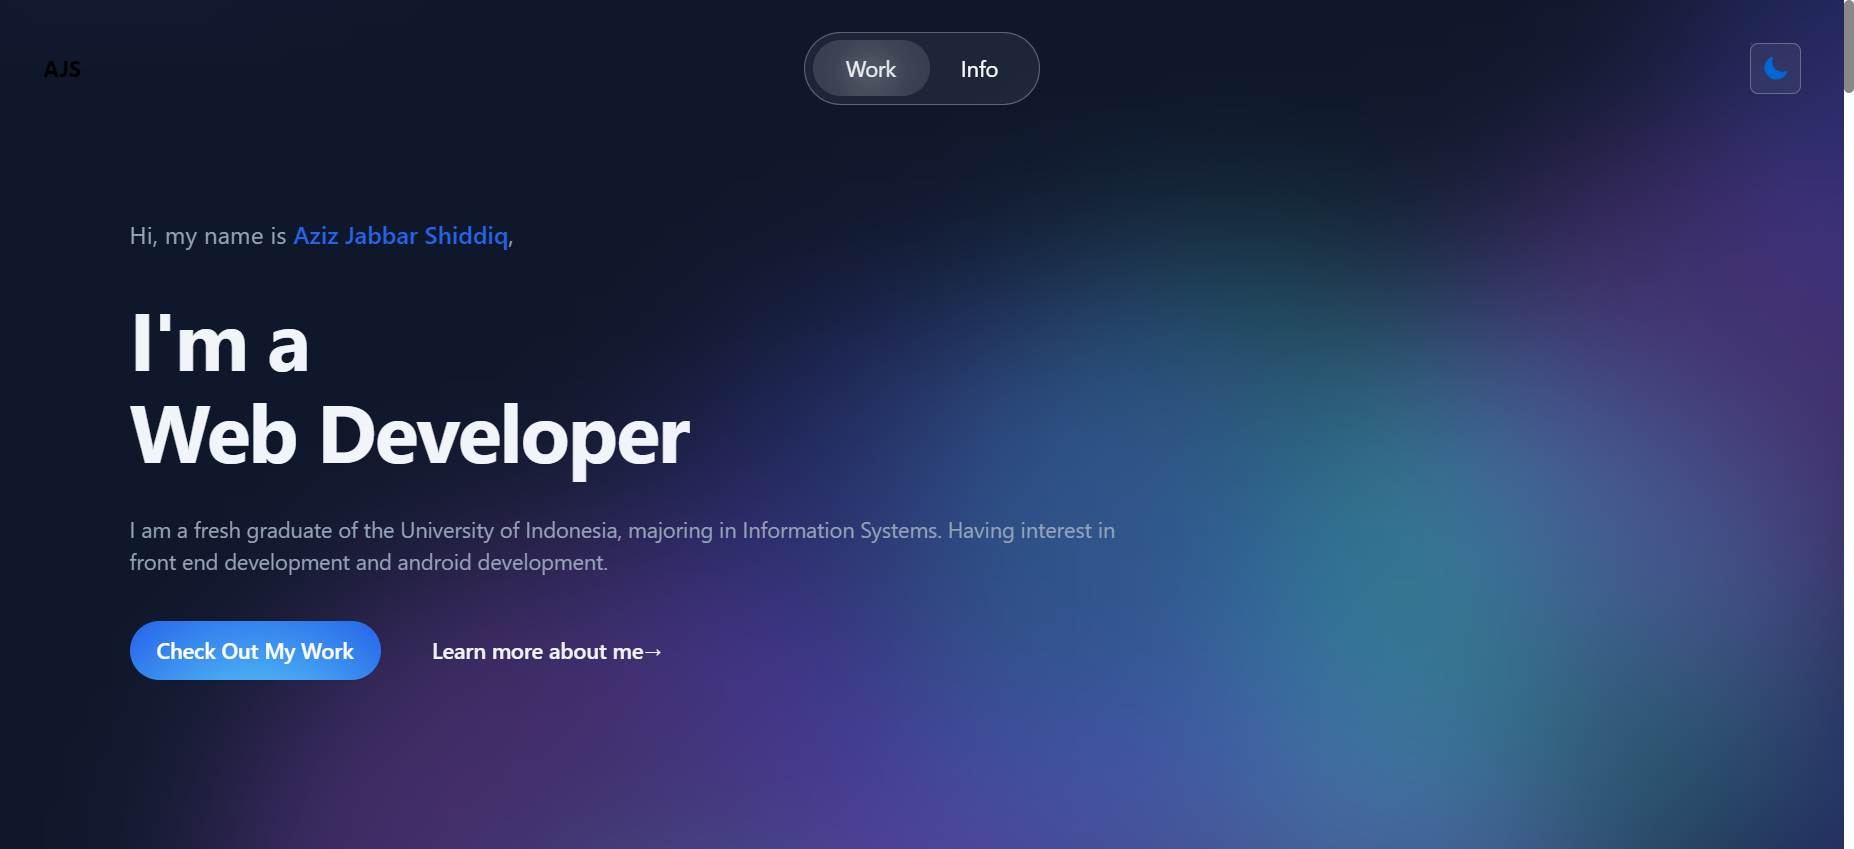 AJS
Work
Info
Hi, my name is Aziz Jabbar Shiddiq,
I'm a
Web Developer
I am a fresh graduate of the University of Indonesia, majoring in Information Systems. Having interest in
front end development and android development.
Check Out My Work
Learn more about me→